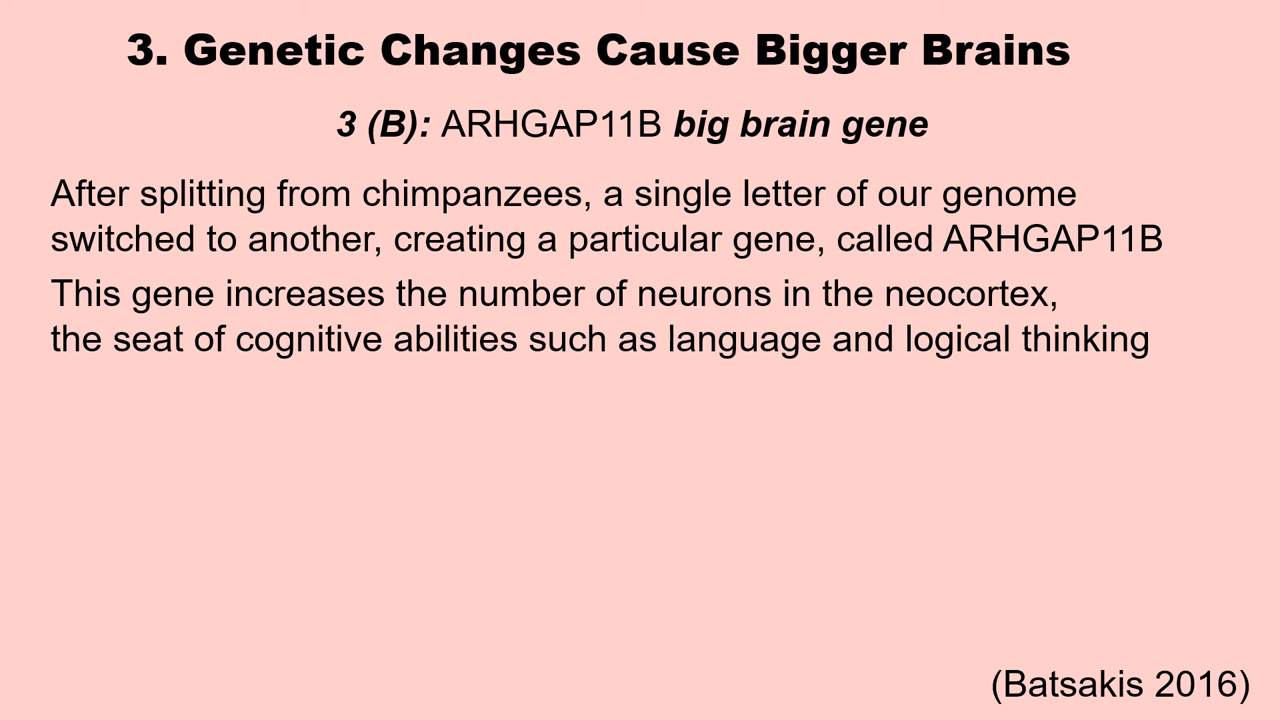 3. Genetic Changes Cause Bigger Brains
3 (B): ARHGAP11B big brain gene
After splitting from chimpanzees, a single letter of our genome
switched to another, creating a particular gene, called ARHGAP11B
This gene increases the number of neurons in the neocortex,
the seat of cognitive abilities such as language and logical thinking
(Batsakis 2016)